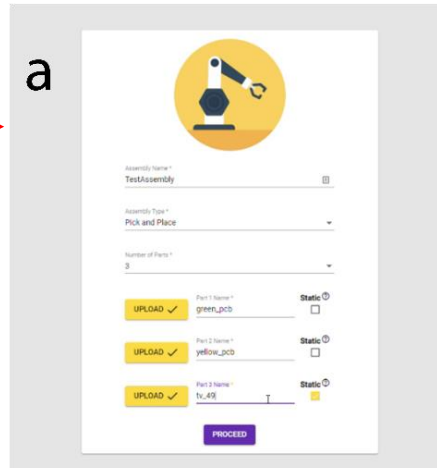 a
Assembly Name *
TestAssembly
Assembly Type *
Pick and Place
Number of Parts *
3
UPLOAD
Part 1 Name *
green_pcb
Static
UPLOAD
Part 2 Name *
yellow_pcb
Static
UPLOAD
Part 3 Name *
tv_49
Static
PROCEED